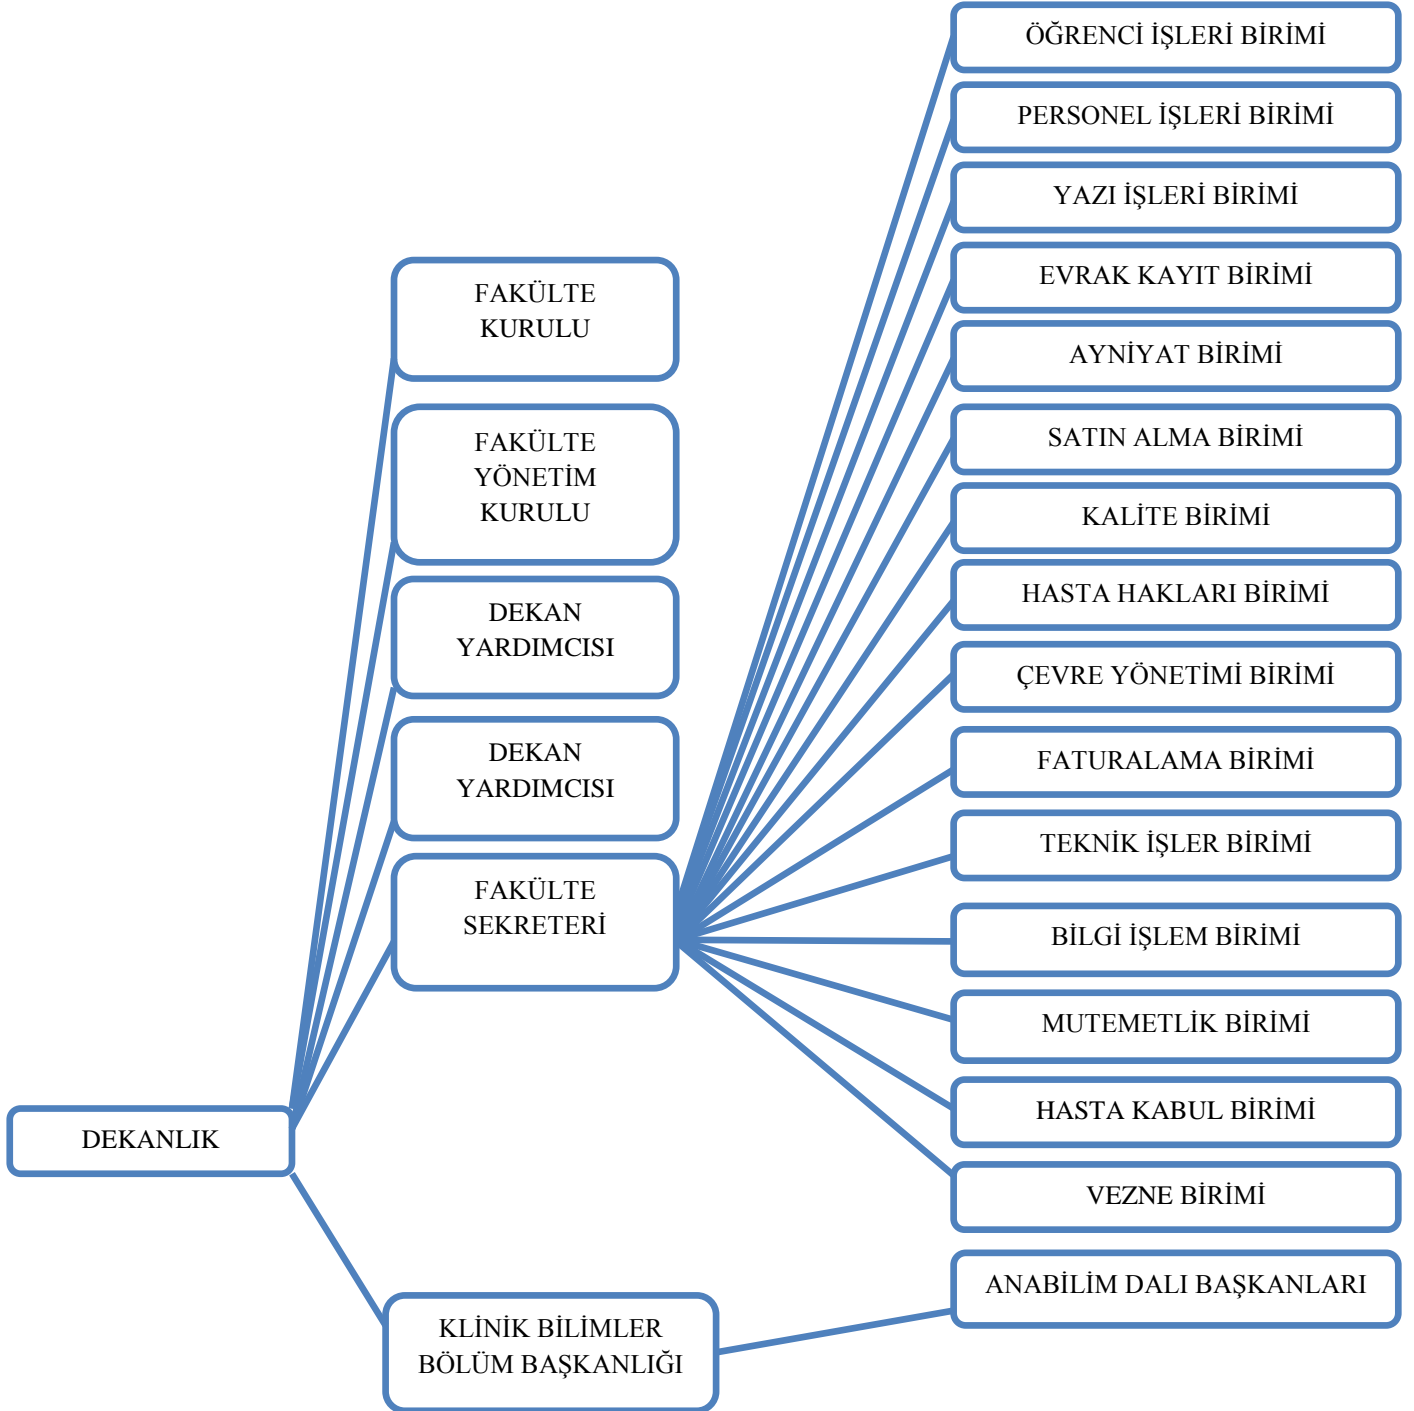 DEKANLIK
FAKÜLTE
KURULU
FAKÜLTE
YÖNETİM
KURULU
DEKAN
YARDIMCISI
DEKAN
YARDIMCISI
FAKÜLTE
SEKRETERİ
KLİNİK BİLİMLER
BÖLÜM BAŞKANLIĞI
ÖĞRENCİ İŞLERİ BİRİMİ
PERSONEL İŞLERİ BİRİMİ
YAZI İŞLERİ BİRİMİ
EVRAK KAYIT BİRİMİ
AYNİYAT BİRİMİ
SATIN ALMA BİRİMİ
KALİTE BİRİMİ
HASTA HAKLARI BİRİMİ
ÇEVRE YÖNETİMİ BİRİMİ
FATURALAMA BİRİMİ
TEKNİK İŞLER BİRİMİ
BİLGİ İŞLEM BİRİMİ
MUTEMETLİK BİRİMİ
HASTA KABUL BİRİMİ
VEZNE BİRİMİ
ANABİLİM DALI BAŞKANLARI